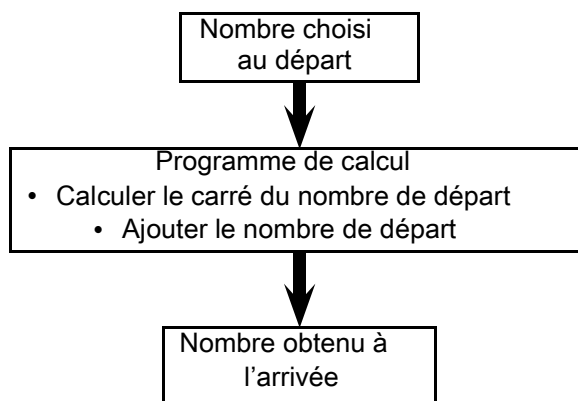 Nombre choisi
au départ
Programme de calcul
• Calculer le carré du nombre de départ
• Ajouter le nombre de départ
Nombre obtenu à
l’arrivée